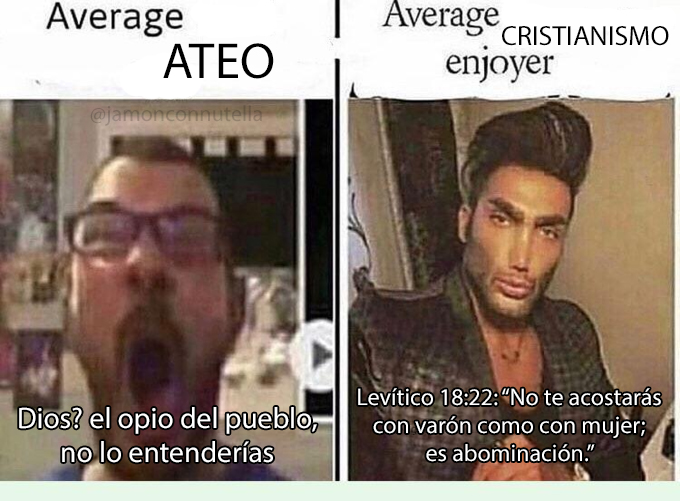 Average
ATEO
Average
CRISTIANISMO
enjoyer
@jamonconnutella
Dios? el opio del pueblo,
no lo entenderías
Levítico 18:22: “No te acostarás
con varón como con mujer;
es abominación.”